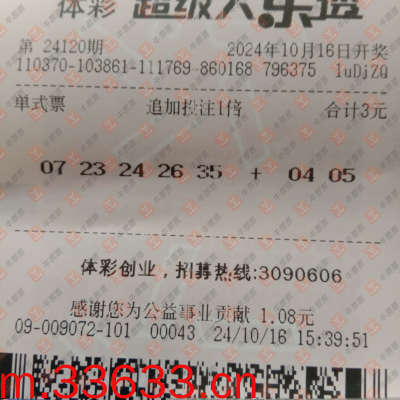 体彩 超级大乐透
第 24120期 2024年10月16日开奖
110370-103861-111769 860168 796375 1uDjZQ
单式票 追加投注1倍 合计3元
07 23 24 26 35 + 04 05
体彩创业，招募热线:3090606
感谢您为公益事业贡献 1.08元
09-009072-101 00043 24/10/16 15:39:51
m.33633.cn